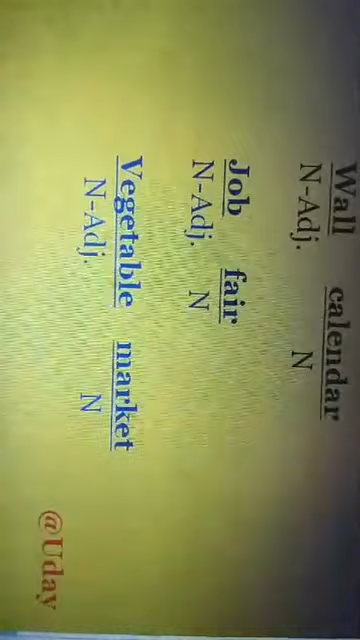 Wall calendar
N-Adj. N
Job fair
N-Adj. N
Vegetable market
N-Adj. N
@Uday